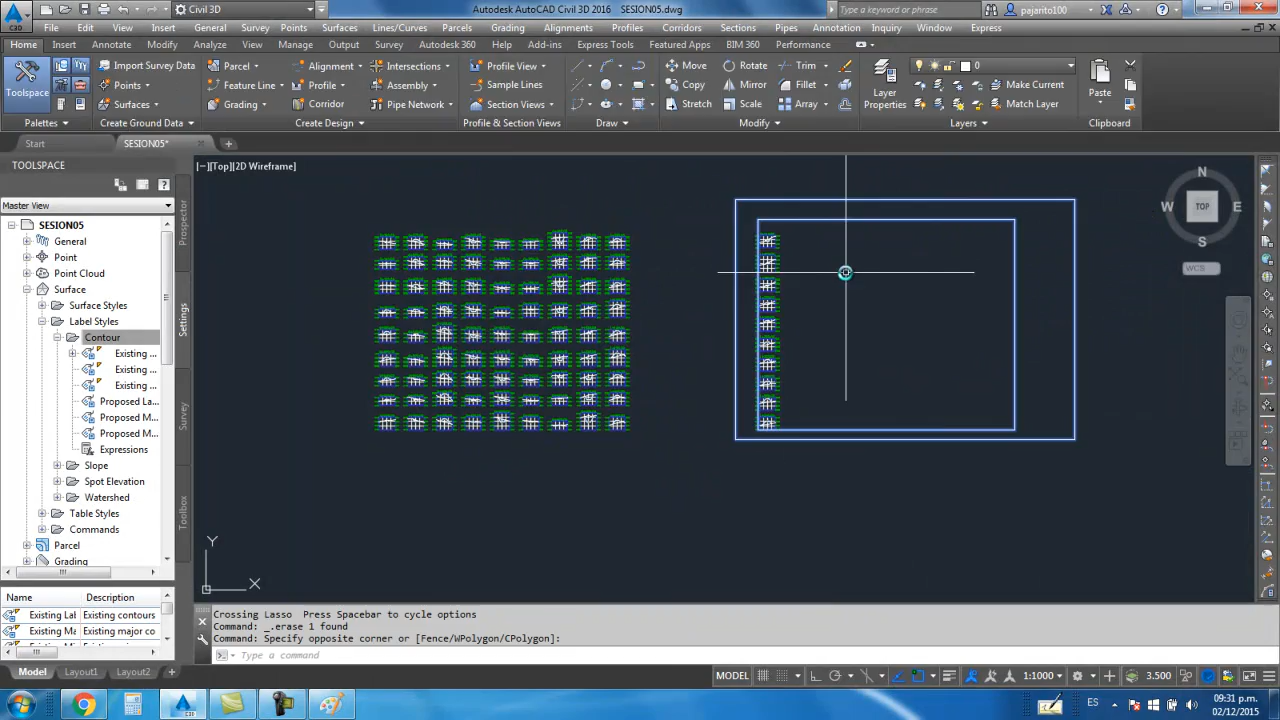 Civil 3D
Autodesk AutoCAD Civil 3D 2016 SESION05.dwg
Type a keyword or phrase
pajarito100
File Edit View Insert General Survey Points Surfaces Lines/Curves Parcels Grading Alignments Profiles Corridors Sections Pipes Annotation Inquiry Window Express
Home Insert Annotate Modify Analyze View Manage Output Survey Autodesk 360 Help Add-ins Express Tools Featured Apps BIM 360 Performance
Toolspace
Import Survey Data
Points
Surfaces
Parcel
Feature Line
Grading
Alignment
Profile
Corridor
Intersections
Assembly
Pipe Network
Profile View
Sample Lines
Section Views
Move
Copy
Stretch
Rotate
Mirror
Scale
Trim
Fillet
Array
Layer
Properties
0
Make Current
Match Layer
Paste
Palettes
Create Ground Data
Create Design
Profile & Section Views
Draw
Modify
Layers
Clipboard
Start
SESION05*
TOOLSPACE
[−][Top][2D Wireframe]
Master View
SESION05
General
Point
Point Cloud
Surface
Surface Styles
Label Styles
Contour
Existing ...
Existing ...
Existing ...
Proposed La...
Proposed M...
Proposed M...
Expressions
Slope
Spot Elevation
Watershed
Table Styles
Commands
Parcel
Grading
Prospector
Settings
Survey
Toolbox
N
W
TOP
E
S
WCS
Y
X
Name
Description
Existing Lal
Existing contours
Existing Ma
Existing major co
Crossing Lasso Press Spacebar to cycle options
Command: _.erase 1 found
Command: Specify opposite corner or [Fence/WPolygon/CPolygon]:
Type a command
Model
Layout1
Layout2
MODEL
1:1000
3.500
ES
09:31 p.m.
02/12/2015